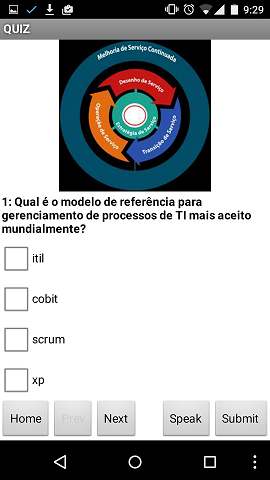 9:29
QUIZ
Melhoria de Serviço Continuada
Desenho de Serviço
Operação de Serviço
Estratégia de Serviço
Transição de Serviço
1: Qual é o modelo de referência para
gerenciamento de processos de TI mais aceito
mundialmente?
itil
cobit
scrum
xp
Home
Prev
Next
Speak
Submit